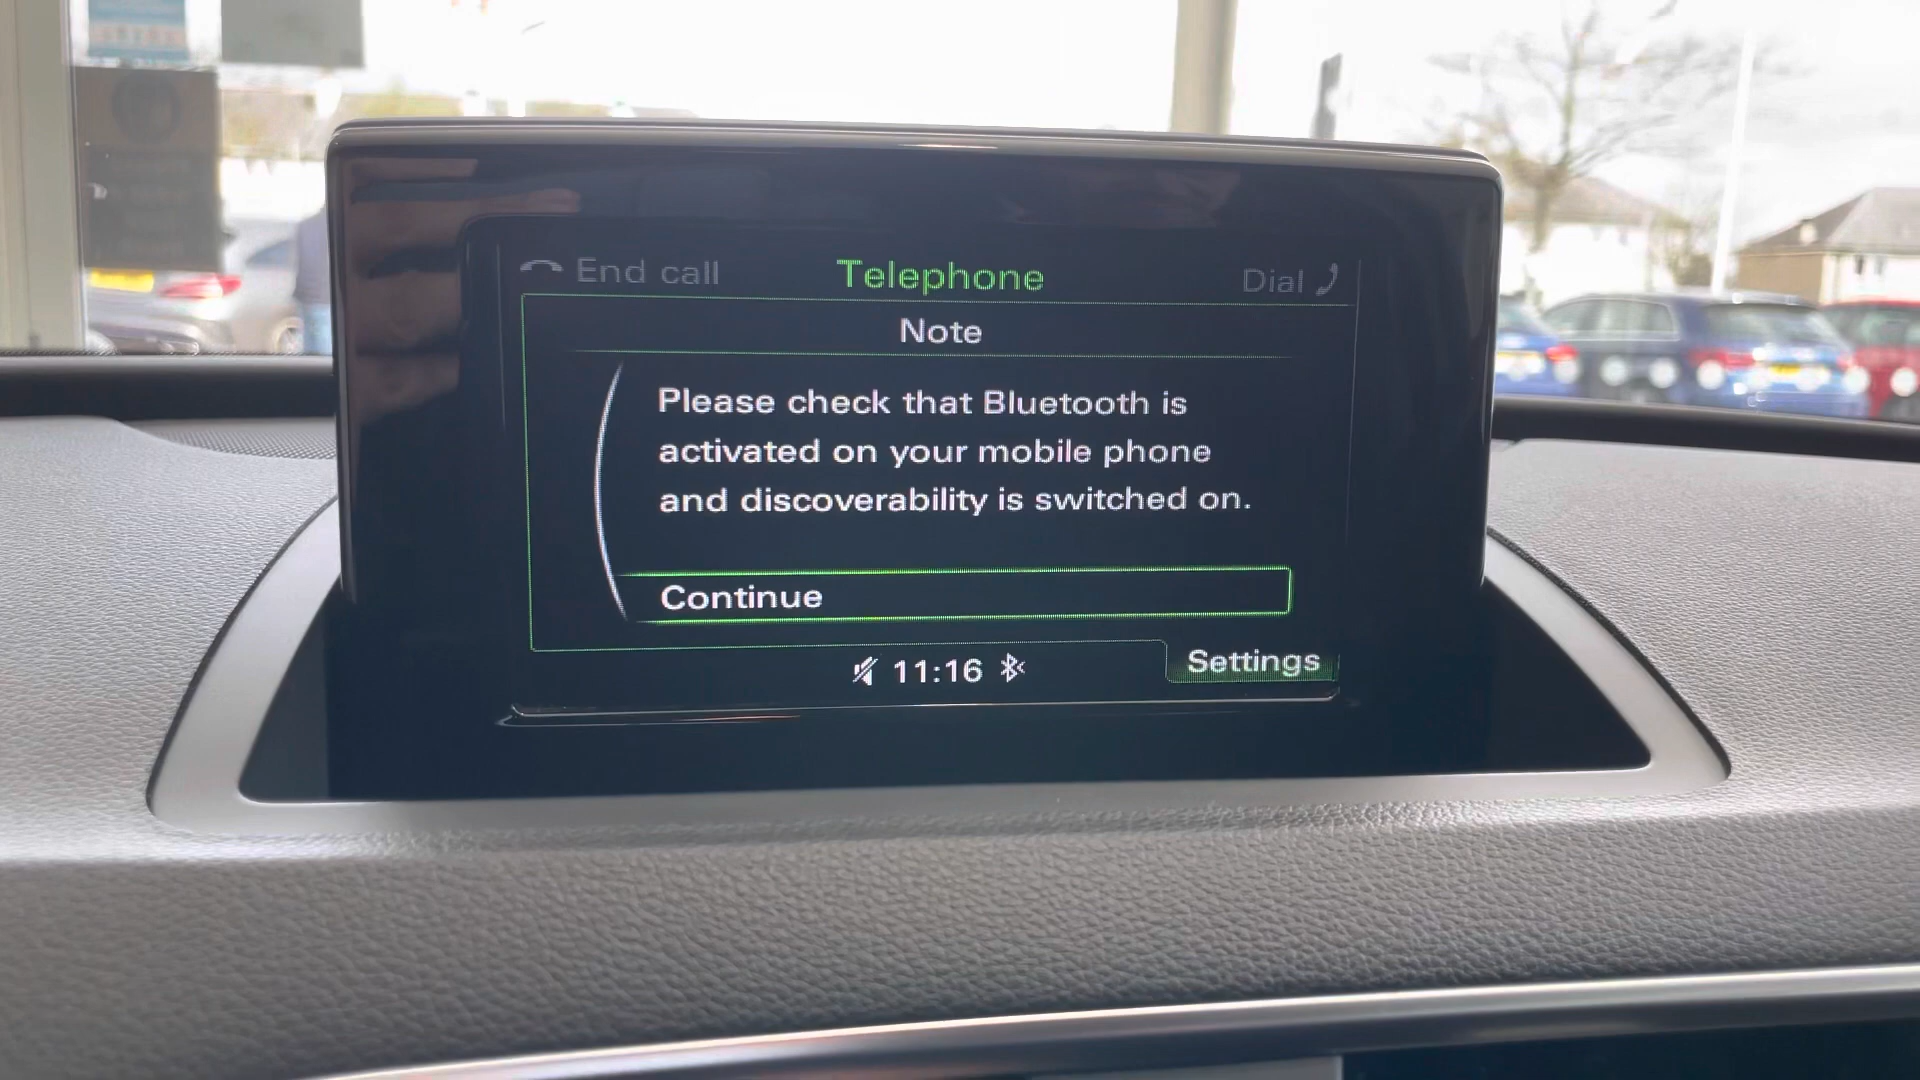 End call Telephone Dial
Note
Please check that Bluetooth is
activated on your mobile phone
and discoverability is switched on.
Continue
11:16 Settings